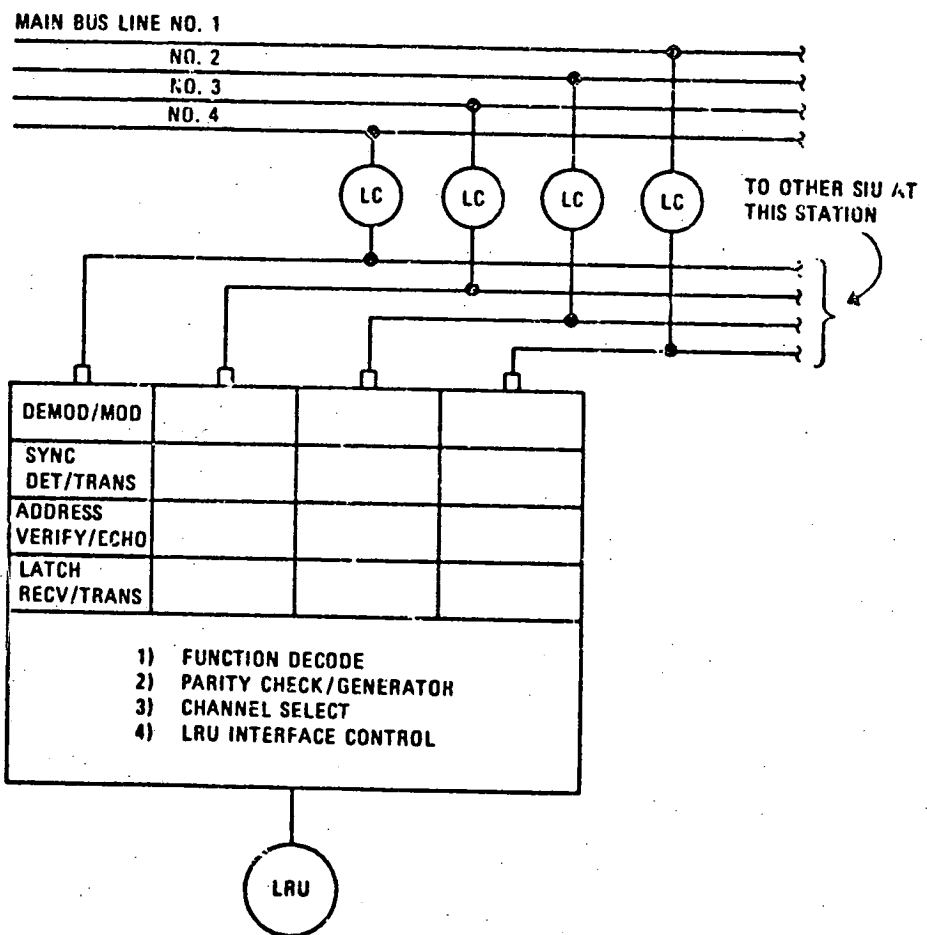 MAIN BUS LINE NO. 1
NO. 2
NO. 3
NO. 4
LC
LC
LC
LC
TO OTHER SIU AT
THIS STATION
DEMOD/MOD
SYNC
DET/TRANS
ADDRESS
VERIFY/ECHO
LATCH
RECV/TRANS
1) FUNCTION DECODE
2) PARITY CHECK/GENERATOR
3) CHANNEL SELECT
4) LRU INTERFACE CONTROL
LRU